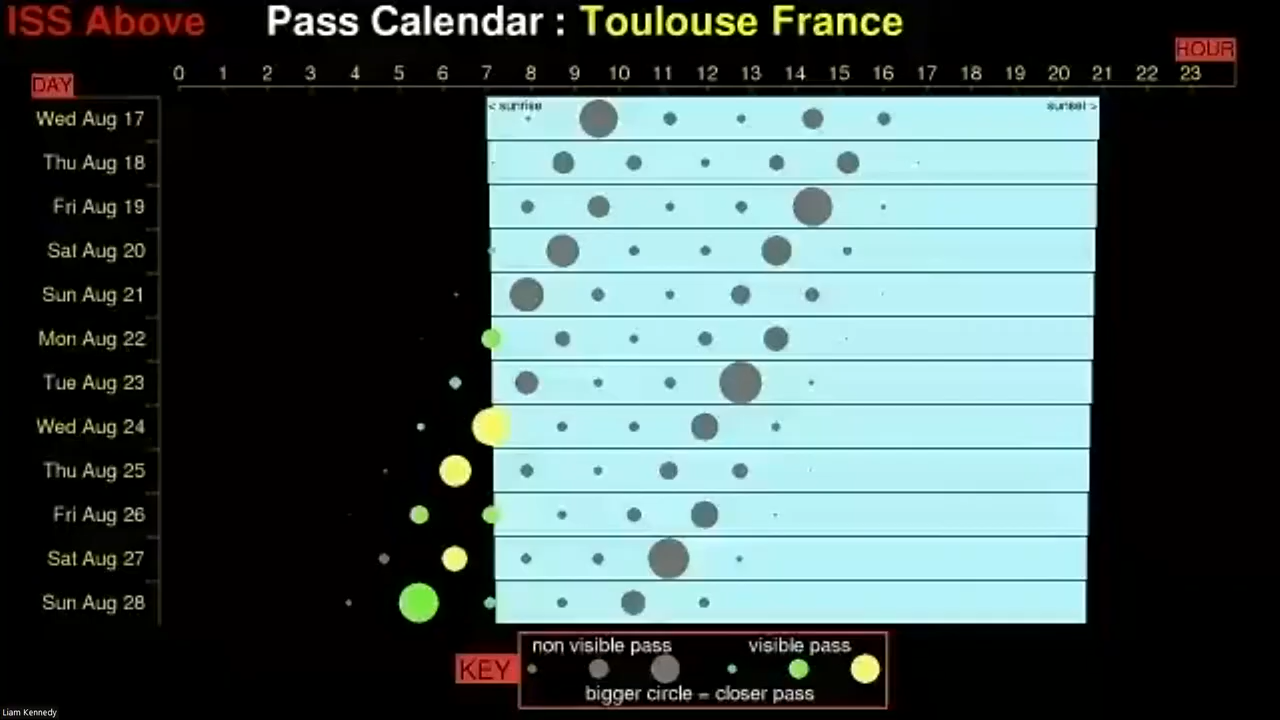 ISS Above Pass Calendar : Toulouse France
HOUR
DAY 0 1 2 3 4 5 6 7 8 9 10 11 12 13 14 15 16 17 18 19 20 21 22 23
< sunrise sunset >
Wed Aug 17
Thu Aug 18
Fri Aug 19
Sat Aug 20
Sun Aug 21
Mon Aug 22
Tue Aug 23
Wed Aug 24
Thu Aug 25
Fri Aug 26
Sat Aug 27
Sun Aug 28
non visible pass visible pass
KEY
bigger circle = closer pass
Liam Kennedy